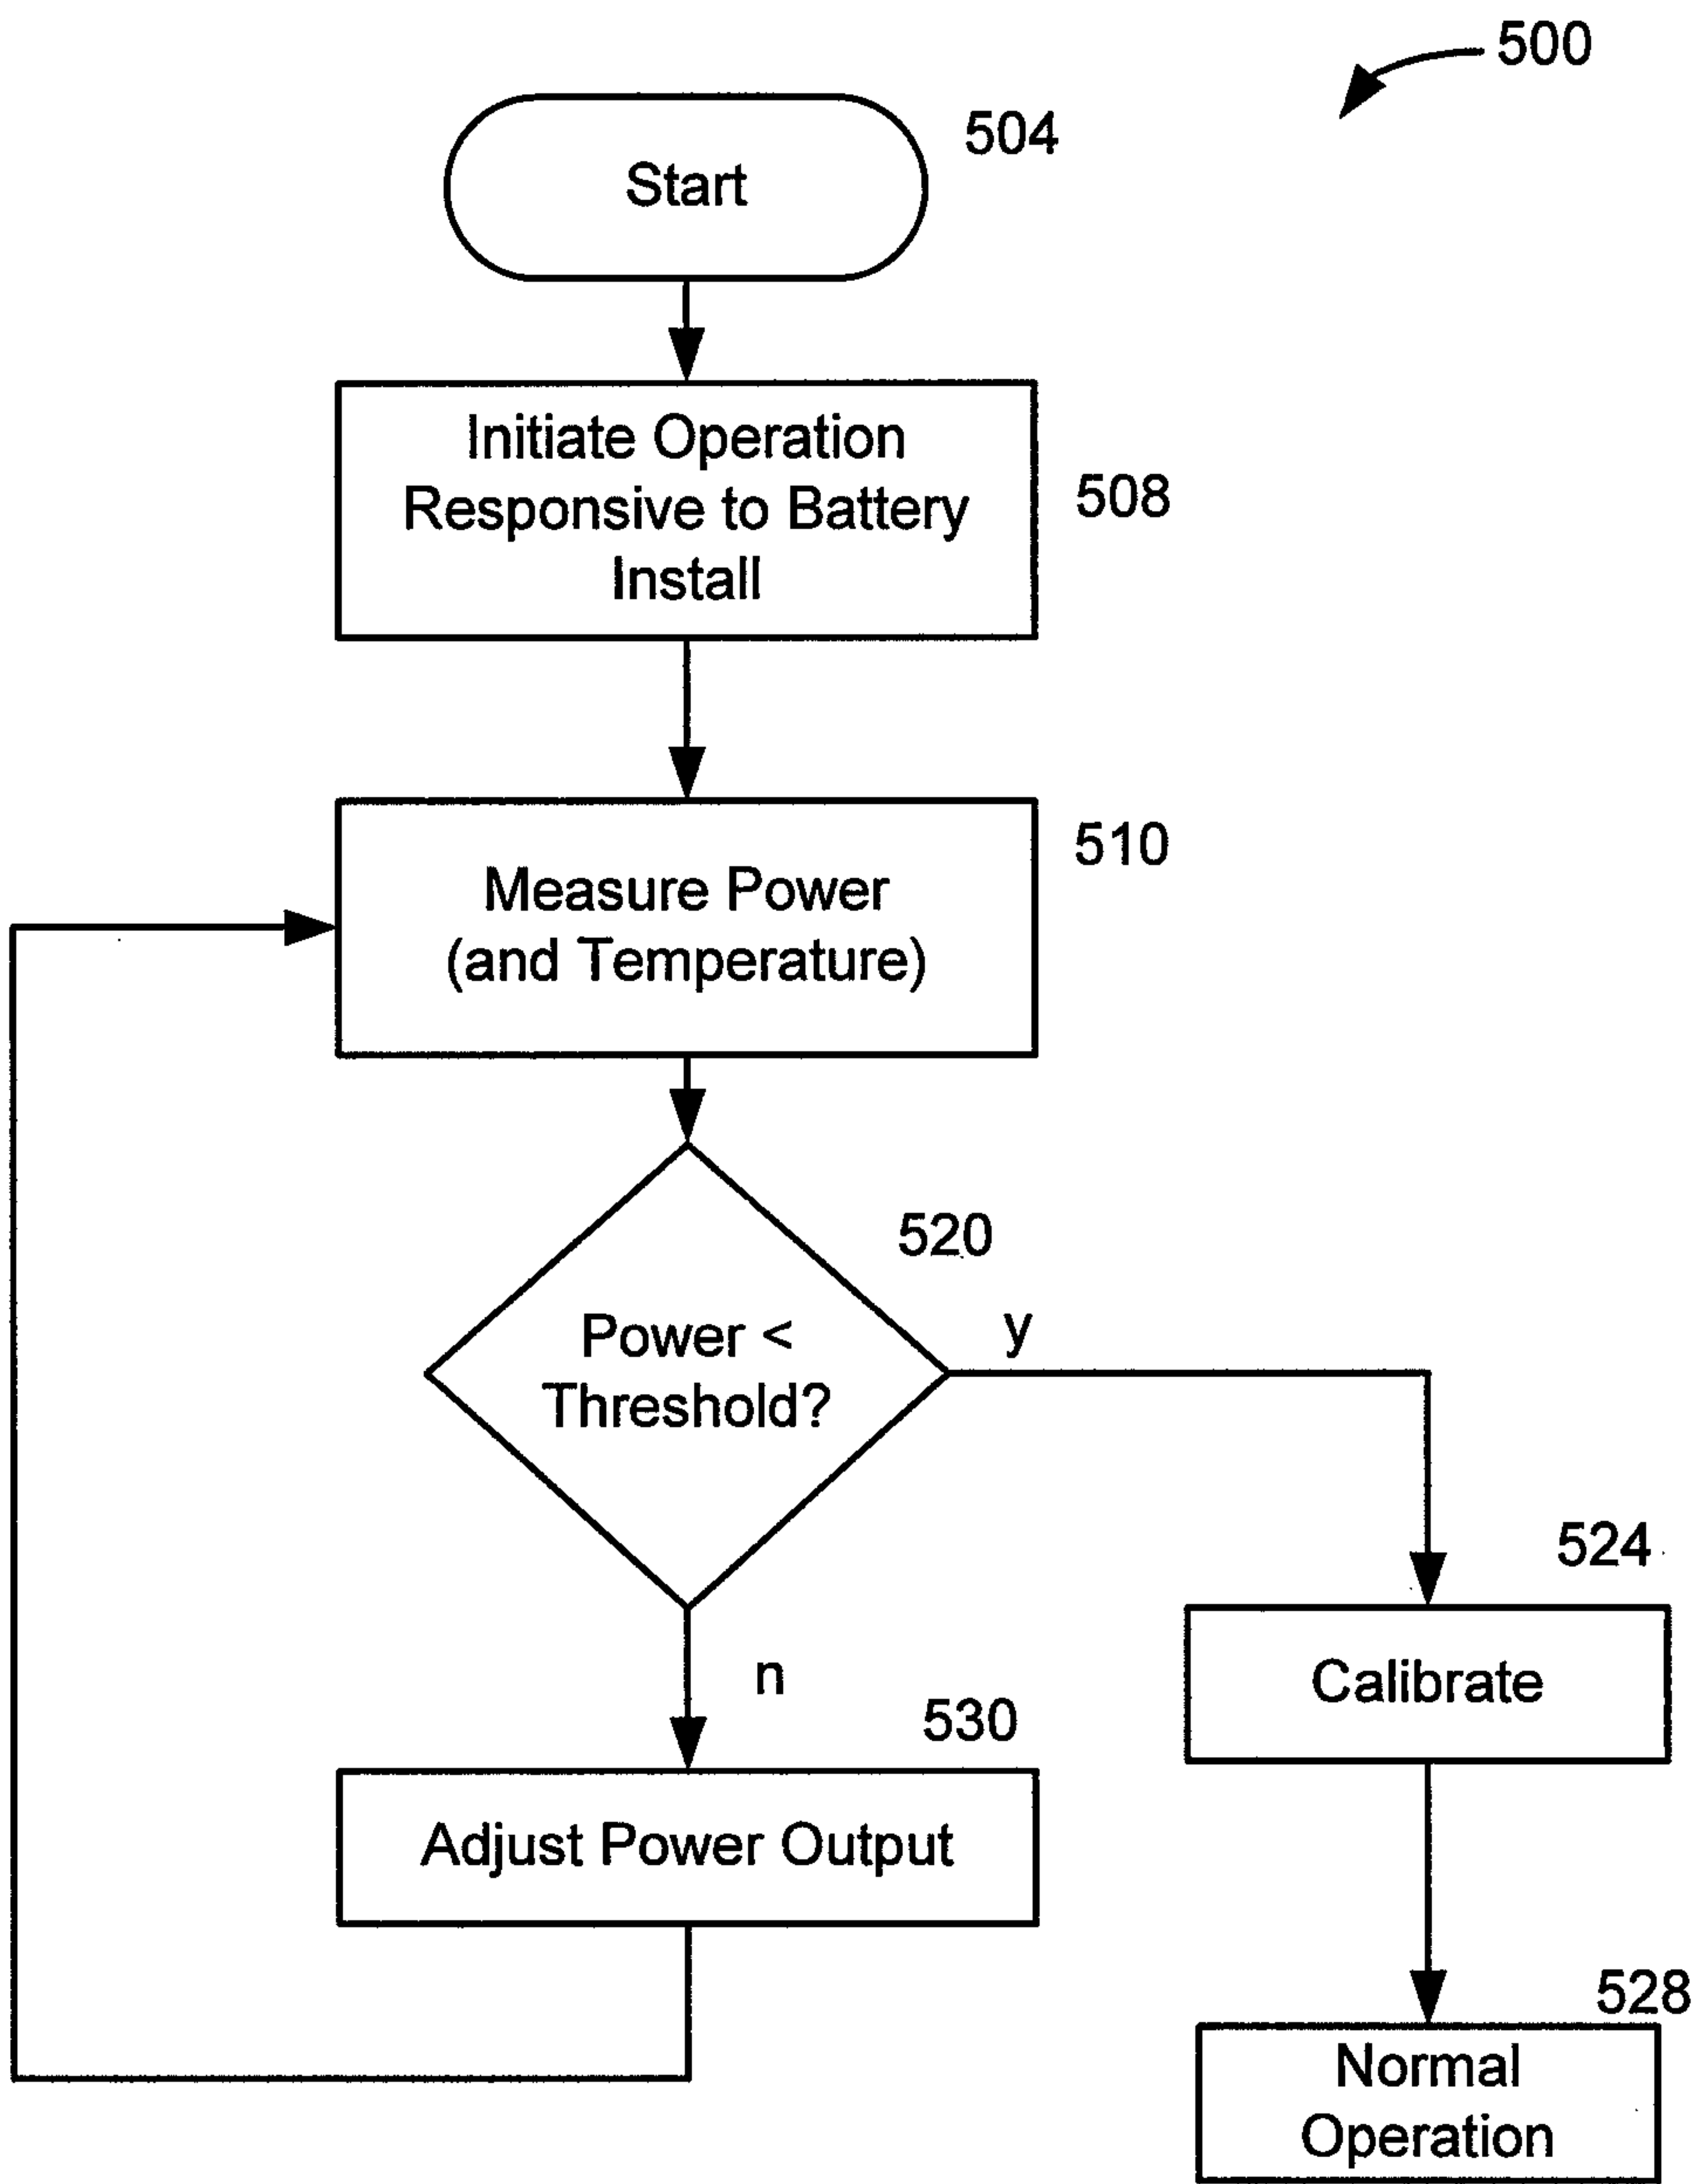 500
504
Start
Initiate Operation
Responsive to Battery
Install
508
510
Measure Power
(and Temperature)
520
Power <
Threshold?
y
n
524
Calibrate
530
Adjust Power Output
528
Normal
Operation